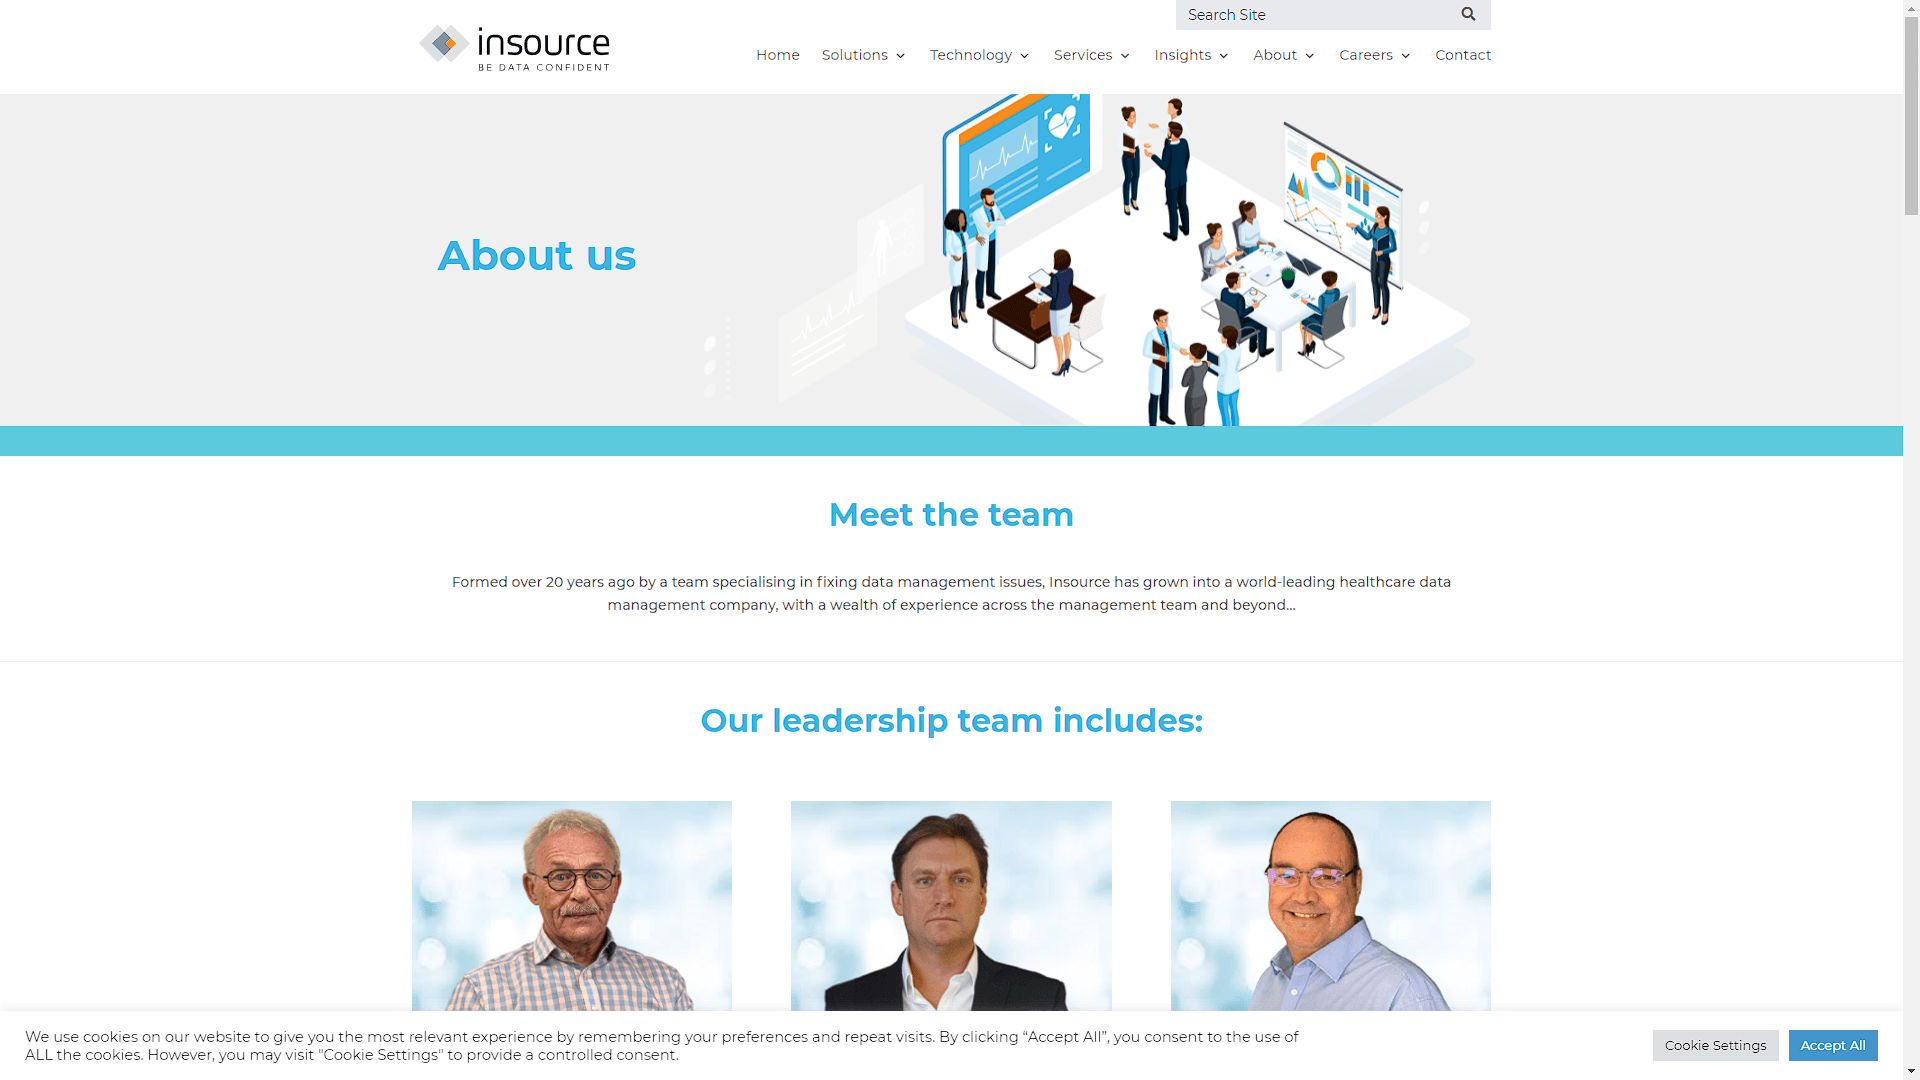 Search Site
insource
BE DATA CONFIDENT
Home Solutions Technology Services Insights About Careers Contact
About us
Meet the team
Formed over 20 years ago by a team specialising in fixing data management issues, Insource has grown into a world-leading healthcare data
management company, with a wealth of experience across the management team and beyond...
Our leadership team includes:
We use cookies on our website to give you the most relevant experience by remembering your preferences and repeat visits. By clicking “Accept All”, you consent to the use of
ALL the cookies. However, you may visit "Cookie Settings" to provide a controlled consent.
Cookie Settings
Accept All